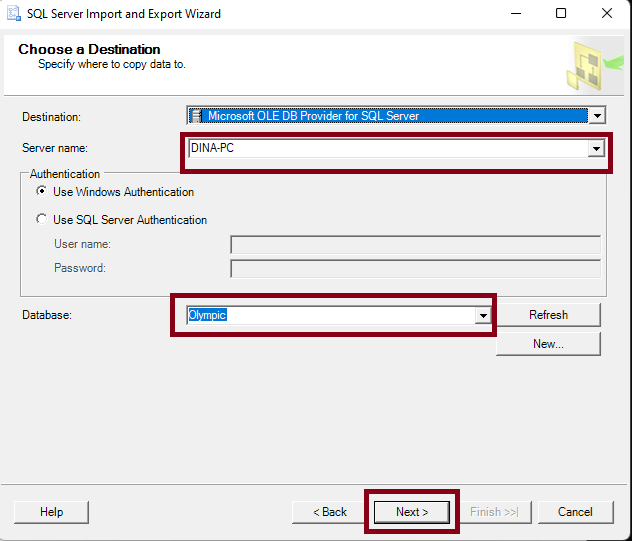 SQL Server Import and Export Wizard
Choose a Destination
Specify where to copy data to.
Destination: Microsoft OLE DB Provider for SQL Server
Server name: DINA-PC
Authentication
Use Windows Authentication
Use SQL Server Authentication
User name:
Password:
Database: Olympic Refresh
New...
Help < Back Next > Finish >>| Cancel